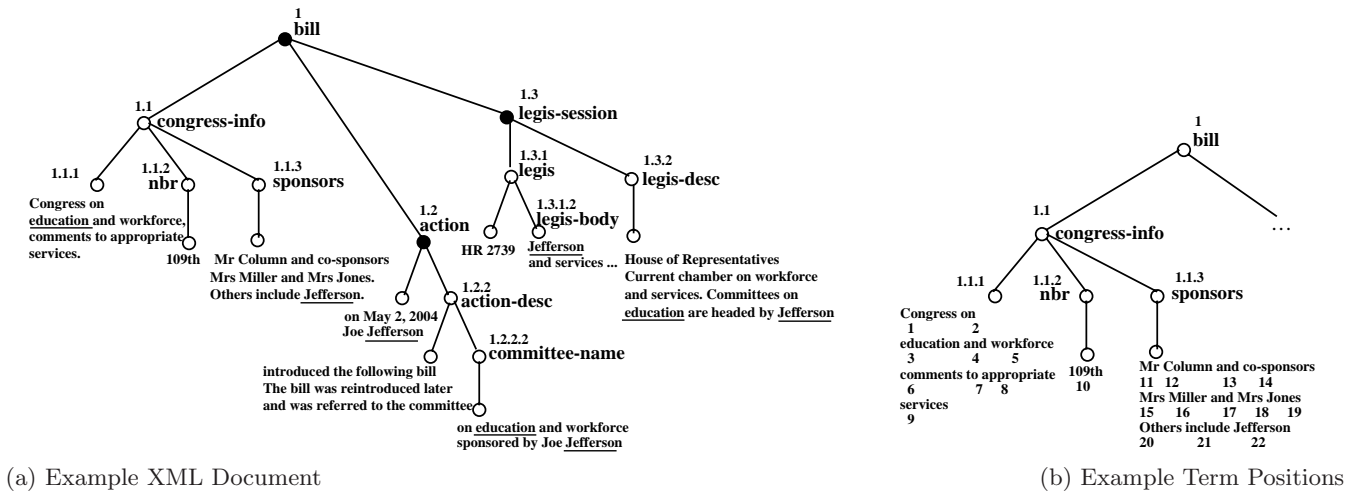 1
bill
1.1
congress-info
1.1.1
1.1.2
nbr
1.1.3
sponsors
Congress on
education and workforce,
comments to appropriate
services.
109th
Mr Column and co-sponsors
Mrs Miller and Mrs Jones.
Others include Jefferson.
1.2
action
on May 2, 2004
Joe Jefferson
1.2.2
action-desc
introduced the following bill
The bill was reintroduced later
and was referred to the committee
1.2.2.2
committee-name
on education and workforce
sponsored by Joe Jefferson
1.3
legis-session
1.3.1
legis
HR 2739
1.3.1.2
legis-body
Jefferson
and services ...
1.3.2
legis-desc
House of Representatives
Current chamber on workforce
and services. Committees on
education are headed by Jefferson
(a) Example XML Document
1
bill
...
1.1
congress-info
1.1.1
1.1.2
nbr
1.1.3
sponsors
Congress on
1 2
education and workforce
3 4 5
comments to appropriate
6 7 8
services
9
109th
10
Mr Column and co-sponsors
11 12 13 14
Mrs Miller and Mrs Jones
15 16 17 18 19
Others include Jefferson
20 21 22
(b) Example Term Positions